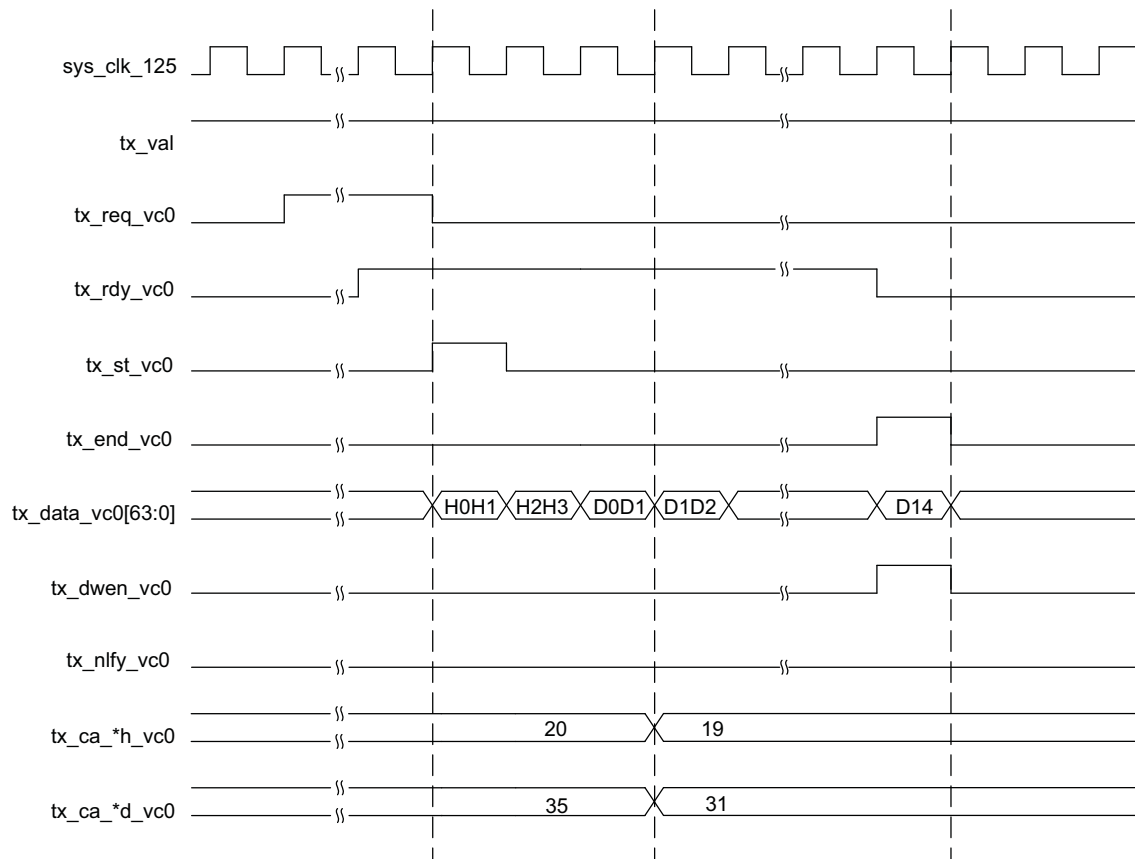 sys_clk_125
tx_val
tx_req_vc0
tx_rdy_vc0
tx_st_vc0
tx_end_vc0
tx_data_vc0[63:0] H0H1 H2H3 D0D1 D1D2 D14
tx_dwen_vc0
tx_nlfy_vc0
tx_ca_*h_vc0 20 19
tx_ca_*d_vc0 35 31